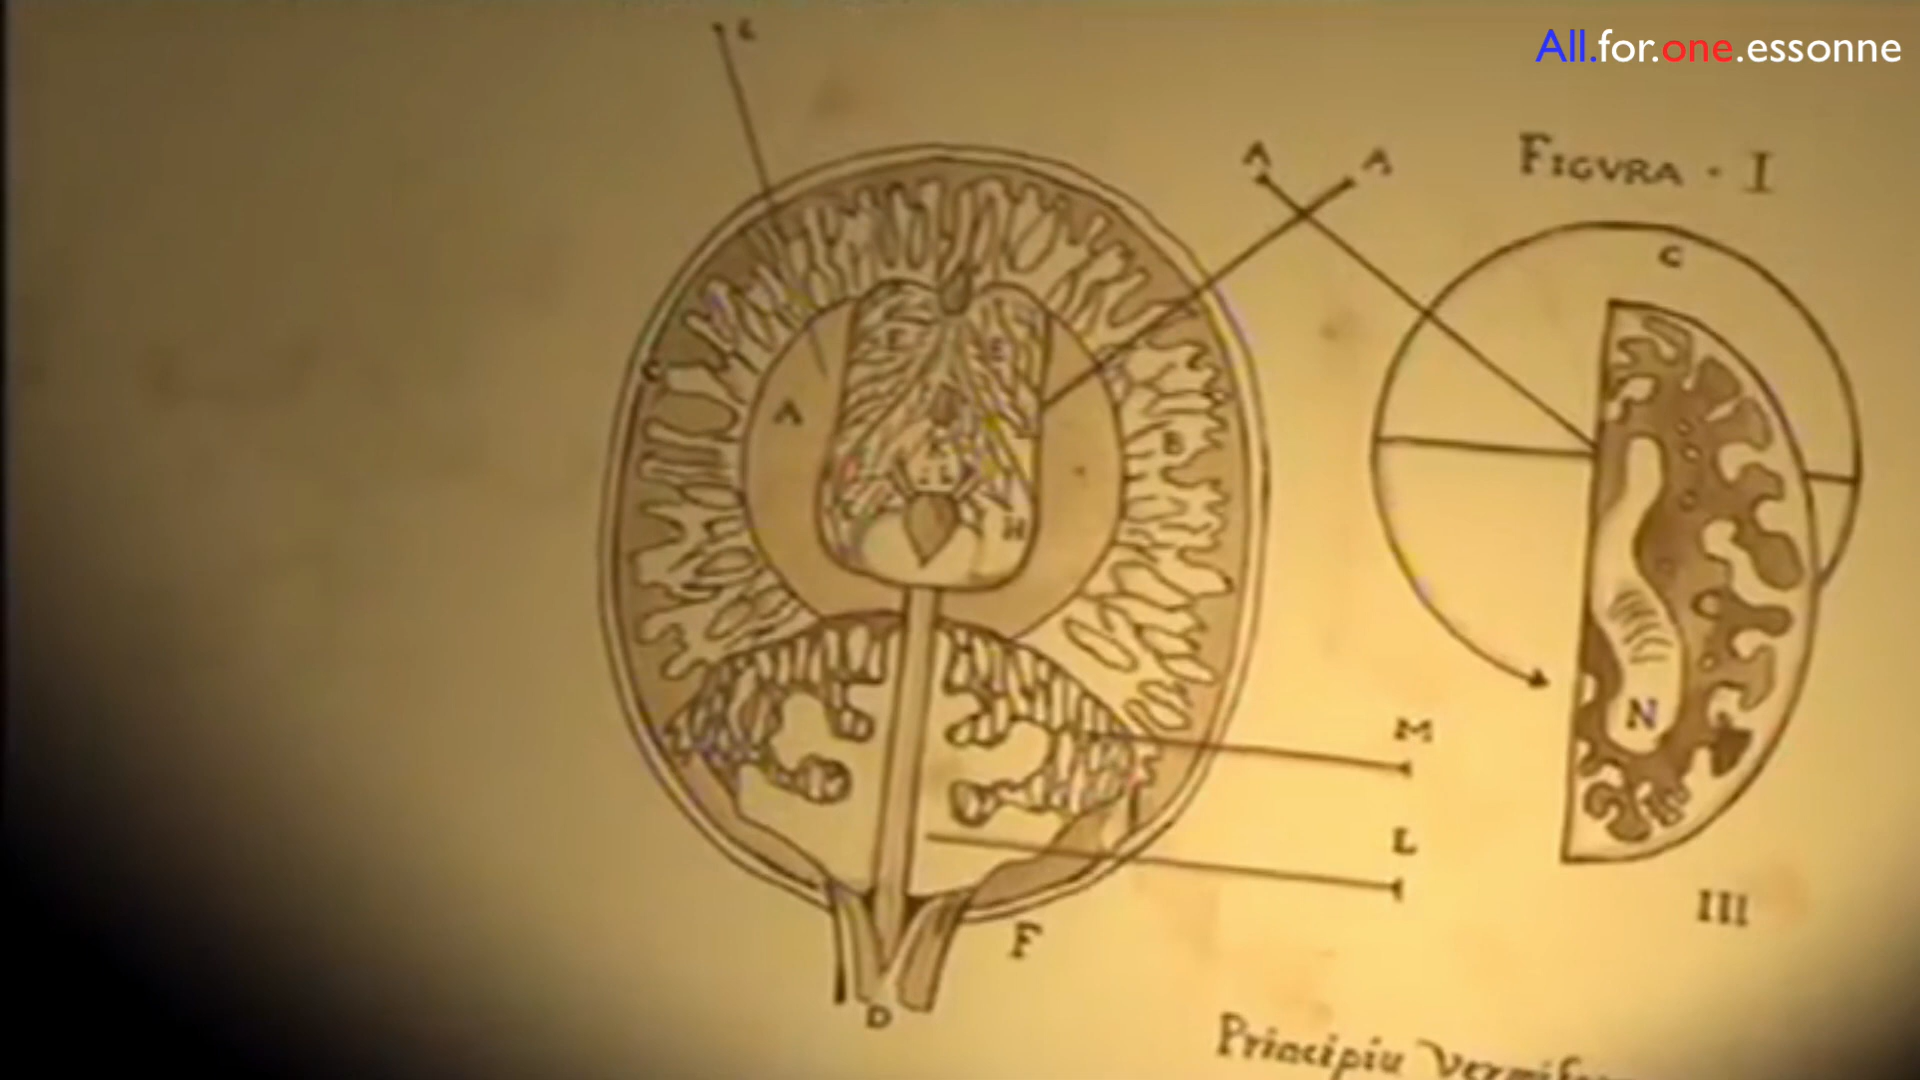 All.for.one.essonne
A A
FIGVRA · I
C
C
A
E
B
H
N
M
L
III
F
D
Principiu